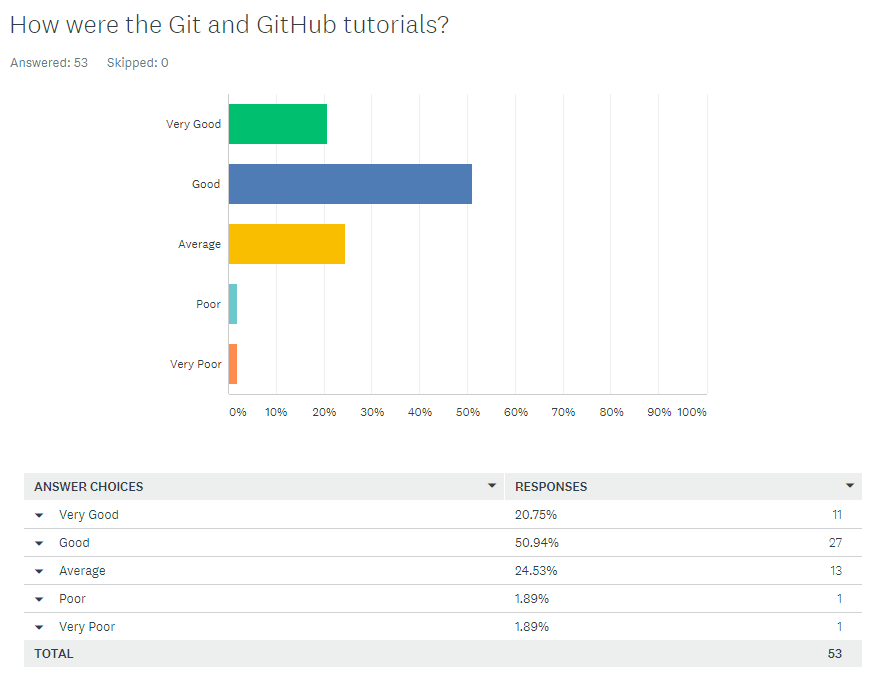 How were the Git and GitHub tutorials?
Answered: 53 Skipped: 0
Very Good
Good
Average
Poor
Very Poor
0% 10% 20% 30% 40% 50% 60% 70% 80% 90% 100%
ANSWER CHOICES RESPONSES
Very Good 20.75% 11
Good 50.94% 27
Average 24.53% 13
Poor 1.89% 1
Very Poor 1.89% 1
TOTAL 53